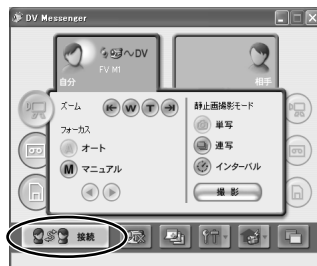 DV Messenger
～DV
FV M1
自分
相手
ズーム W T
フォーカス
オート
M マニュアル
静止画撮影モード
単写
連写
インターバル
撮影
接続